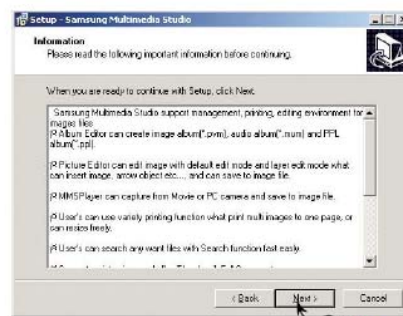 Setup - Samsung Multimedia Studio
Information
Please read the following important information before continuing.
When you are ready to continue with Setup, click Next.
Samsung Multimedia Studio support management, printing, editing environment for
images files
Album Editor can create image album(*.pvm), audio album(*.num) and PPL
album(*.ppl).
Picture Editor can edit image with default edit mode and layer edit mode what
can insert image, arrow object etc..., and can save to image file.
MMSPlayer can capture from Movie or PC camera and save to image file.
User's can use variety printing function what print multi images to one page, or
can resize freely.
User's can search any want files with Search function fast easily.
< Back
Next >
Cancel